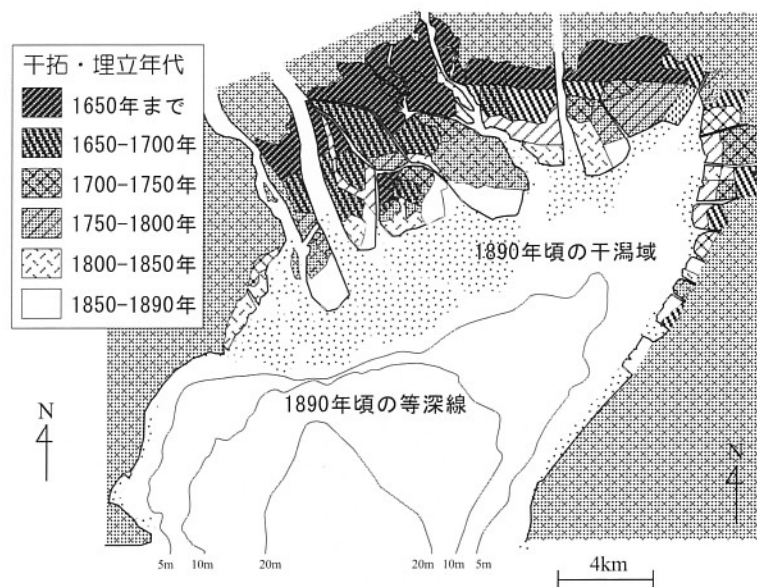 干拓・埋立年代
1650年まで
1650-1700年
1700-1750年
1750-1800年
1800-1850年
1850-1890年
1890年頃の干潟域
1890年頃の等深線
N
N
5m 10m 20m 20m 10m 5m
4km